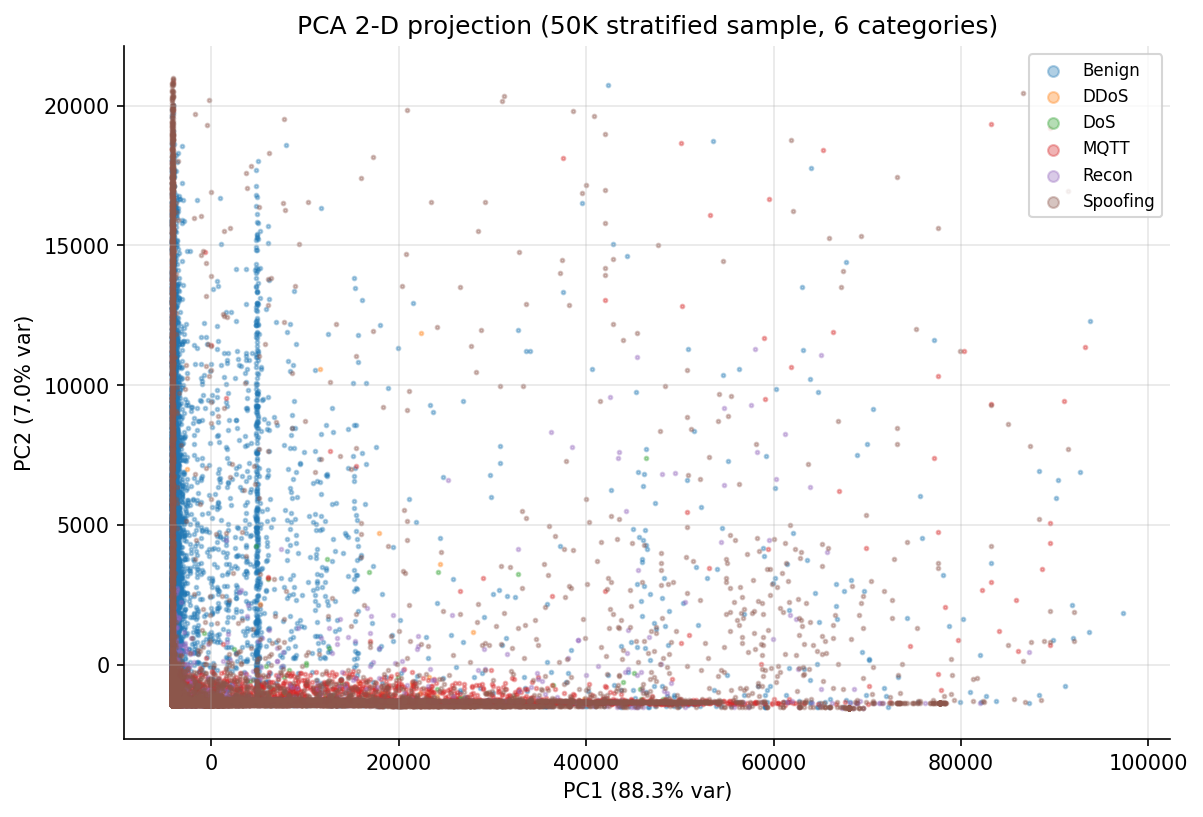 PCA 2-D projection (50K stratified sample, 6 categories)
Benign
DDoS
DoS
MQTT
Recon
Spoofing
20000
15000
10000
5000
0
PC2 (7.0% var)
0
20000
40000
60000
80000
100000
PC1 (88.3% var)